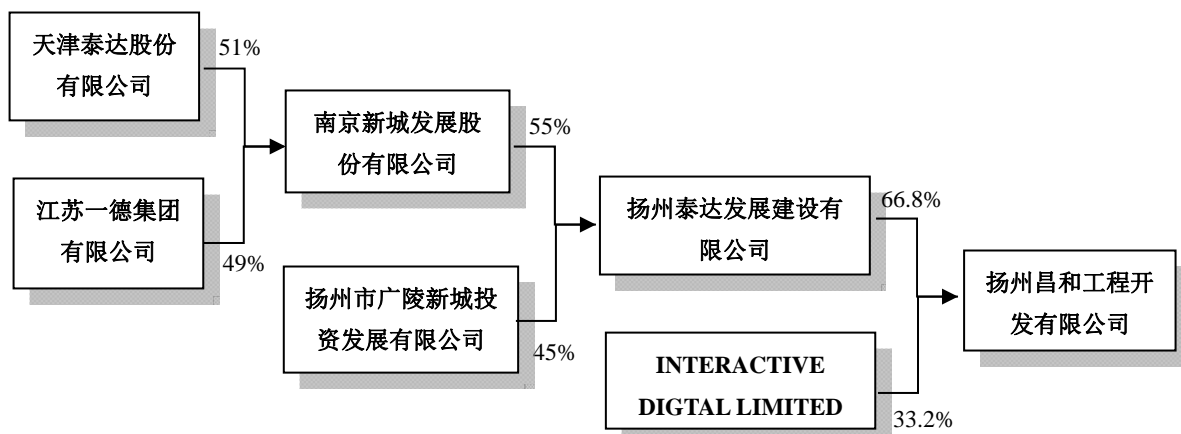 天津泰达股份
有限公司
51%
江苏一德集团
有限公司
49%
南京新城发展股
份有限公司
55%
扬州市广陵新城投
资发展有限公司
45%
扬州泰达发展建设有
限公司
66.8%
INTERACTIVE
DIGTAL LIMITED
33.2%
扬州昌和工程开
发有限公司